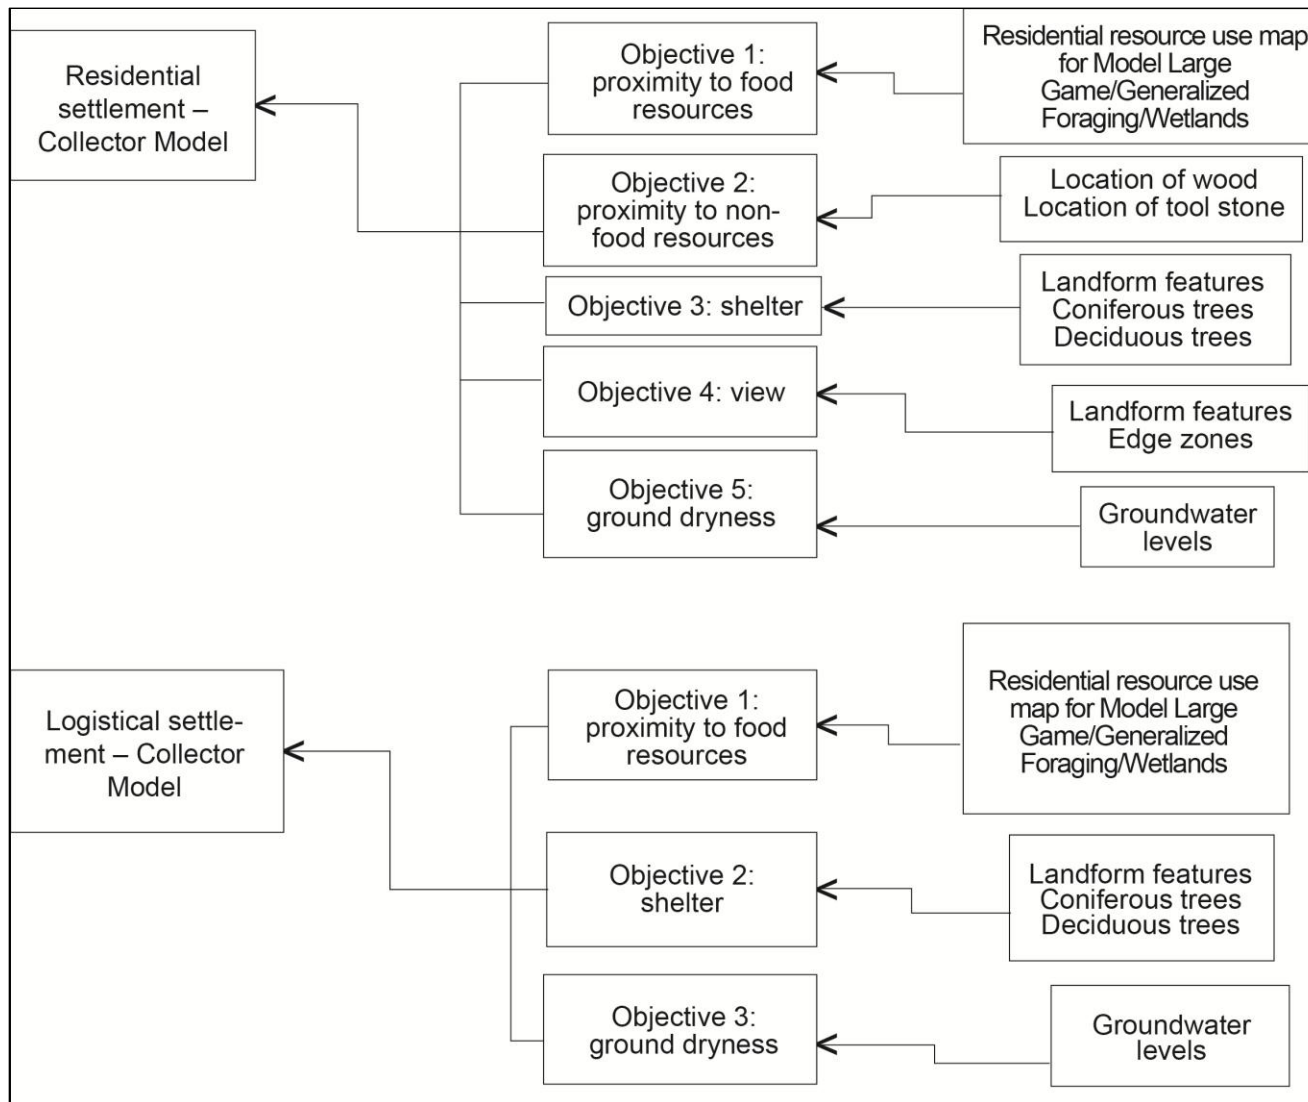 Residential
settlement –
Collector Model
Objective 1:
proximity to food
resources
Residential resource use map
for Model Large
Game/Generalized
Foraging/Wetlands
Objective 2:
proximity to non-
food resources
Location of wood
Location of tool stone
Objective 3: shelter
Landform features
Coniferous trees
Deciduous trees
Objective 4: view
Landform features
Edge zones
Objective 5:
ground dryness
Groundwater
levels
Logistical settle-
ment – Collector
Model
Objective 1:
proximity to food
resources
Residential resource use
map for Model Large
Game/Generalized
Foraging/Wetlands
Objective 2:
shelter
Landform features
Coniferous trees
Deciduous trees
Objective 3:
ground dryness
Groundwater
levels